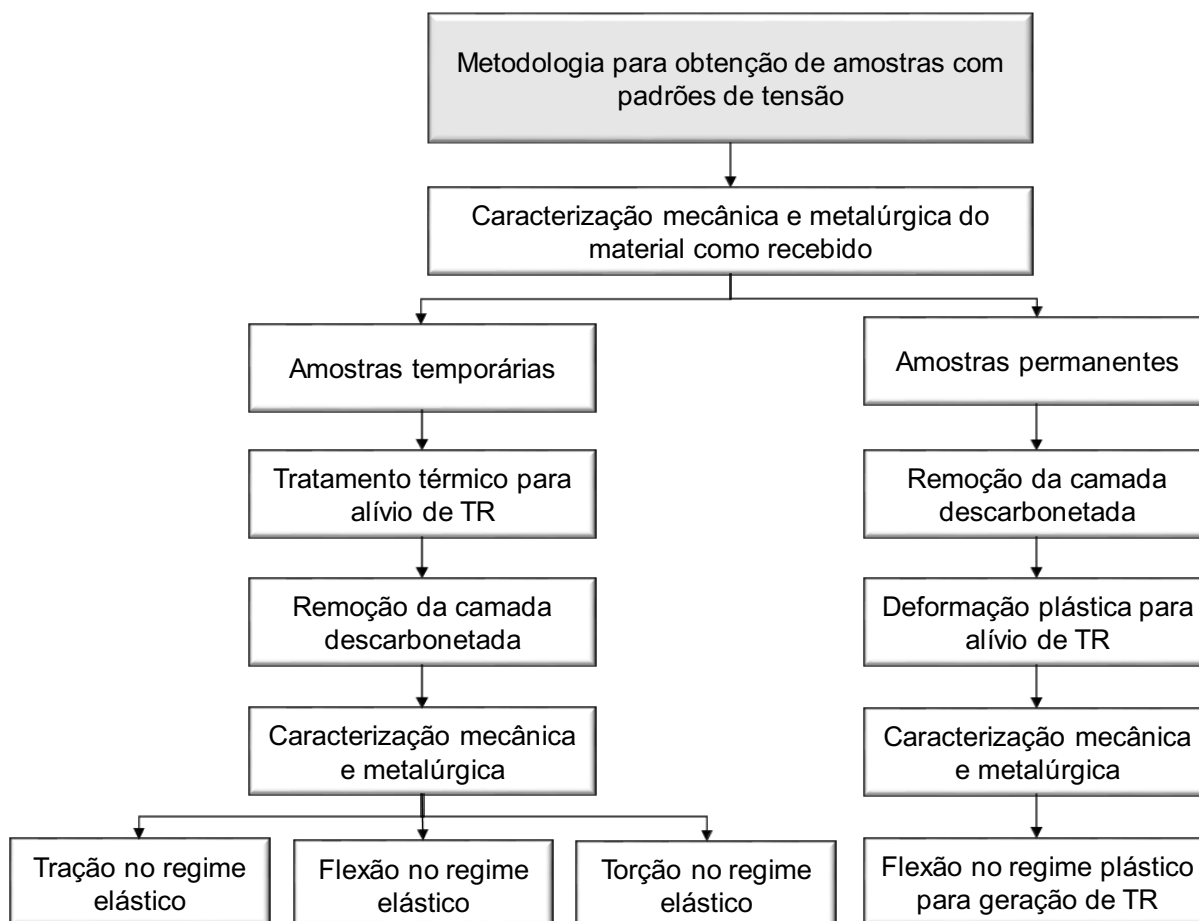 Metodologia para obtenção de amostras com
padrões de tensão
Caracterização mecânica e metalúrgica do
material como recebido
Amostras temporárias
Amostras permanentes
Tratamento térmico para
alívio de TR
Remoção da camada
descarbonetada
Remoção da camada
descarbonetada
Deformação plástica para
alívio de TR
Caracterização mecânica
e metalúrgica
Caracterização mecânica
e metalúrgica
Tração no regime
elástico
Flexão no regime
elástico
Torção no regime
elástico
Flexão no regime plástico
para geração de TR